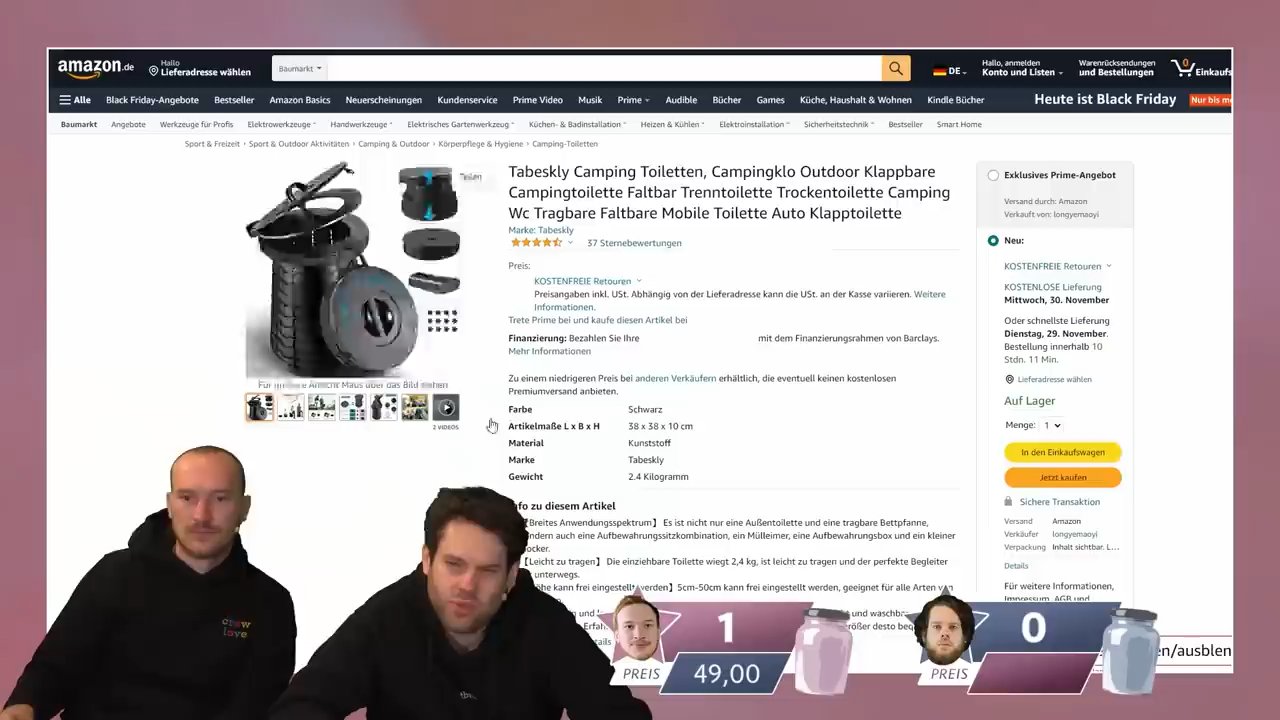 amazon.de
Hallo
Lieferadresse wählen
Baumarkt
DE
Hallo, anmelden
Konto und Listen
Warenrücksendungen
und Bestellungen
0
Einkaufs
Alle
Black Friday-Angebote
Bestseller
Amazon Basics
Neuerscheinungen
Kundenservice
Prime Video
Musik
Prime
Audible
Bücher
Games
Küche, Haushalt & Wohnen
Kindle Bücher
Heute ist Black Friday
Nur bis
Baumarkt
Angebote
Werkzeuge für Profis
Elektrowerkzeuge
Handwerkzeuge
Elektrisches Gartenwerkzeug
Küchen- & Badinstallation
Heizen & Kühlen
Elektroinstallation
Sicherheitstechnik
Bestseller
Smart Home
Sport & Freizeit › Sport & Outdoor Aktivitäten › Camping & Outdoor › Körperpflege & Hygiene › Camping-Toiletten
Teilen
Für größere Ansicht Maus über das Bild ziehen
2 VIDEOS
Tabeskly Camping Toiletten, Campingklo Outdoor Klappbare
Campingtoilette Faltbar Trenntoilette Trockentoilette Camping
Wc Tragbare Faltbare Mobile Toilette Auto Klapptoilette
Marke: Tabeskly
37 Sternebewertungen
Preis:
KOSTENFREIE Retouren
Preisangaben inkl. USt. Abhängig von der Lieferadresse kann die USt. an der Kasse variieren. Weitere
Informationen.
Trete Prime bei und kaufe diesen Artikel bei
Finanzierung: Bezahlen Sie Ihre mit dem Finanzierungsrahmen von Barclays.
Mehr Informationen
Zu einem niedrigeren Preis bei anderen Verkäufern erhältlich, die eventuell keinen kostenlosen
Premiumversand anbieten.
Farbe Schwarz
Artikelmaße L x B x H 38 x 38 x 10 cm
Material Kunststoff
Marke Tabeskly
Gewicht 2.4 Kilogramm
nfo zu diesem Artikel
【Breites Anwendungsspektrum】 Es ist nicht nur eine Außentoilette und eine tragbare Bettpfanne,
ndern auch eine Aufbewahrungssitzkombination, ein Mülleimer, eine Aufbewahrungsbox und ein kleiner
ocker.
【Leicht zu tragen】 Die einziehbare Toilette wiegt 2,4 kg, ist leicht zu tragen und der perfekte Begleiter
unterwegs.
öhe kann frei eingestellt werden】 5cm-50cm kann frei eingestellt werden, geeignet für alle Arten von
und waschba
größer desto
Exklusives Prime-Angebot
Versand durch: Amazon
Verkauft von: longyemaoyi
Neu:
KOSTENFREIE Retouren
KOSTENLOSE Lieferung
Mittwoch, 30. November
Oder schnellste Lieferung
Dienstag, 29. November.
Bestellung innerhalb 10
Stdn. 11 Min.
Lieferadresse wählen
Auf Lager
Menge: 1
In den Einkaufswagen
Jetzt kaufen
Sichere Transaktion
Versand Amazon
Verkäufer longyemaoyi
Verpackung Inhalt sichtbar. L...
Details
Für weitere Informationen,
Impressum, AGB und
en/ausblen
crew
love
1
PREIS
49,00
0
PREIS